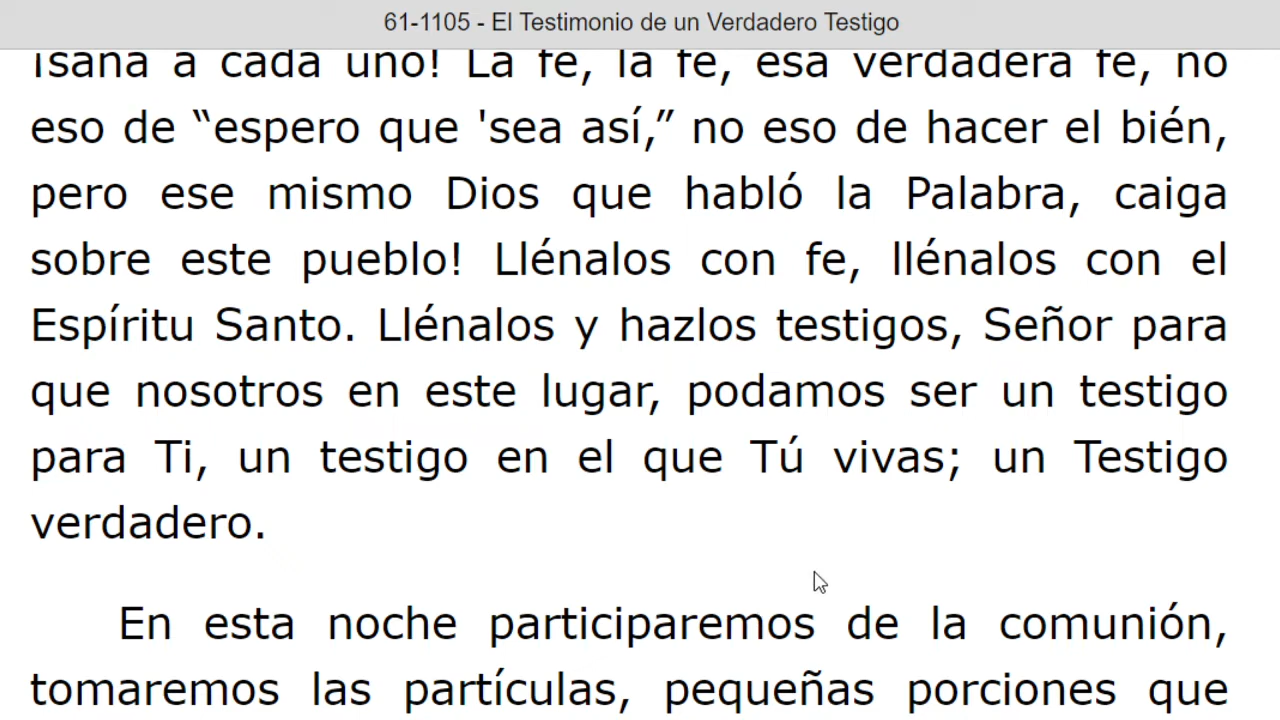 61-1105 - El Testimonio de un Verdadero Testigo
¡sana a cada uno! La fe, la fe, esa verdadera fe, no
eso de “espero que 'sea así,” no eso de hacer el bién,
pero ese mismo Dios que habló la Palabra, caiga
sobre este pueblo! Llénalos con fe, llénalos con el
Espíritu Santo. Llénalos y hazlos testigos, Señor para
que nosotros en este lugar, podamos ser un testigo
para Ti, un testigo en el que Tú vivas; un Testigo
verdadero.
En esta noche participaremos de la comunión,
tomaremos las partículas, pequeñas porciones que